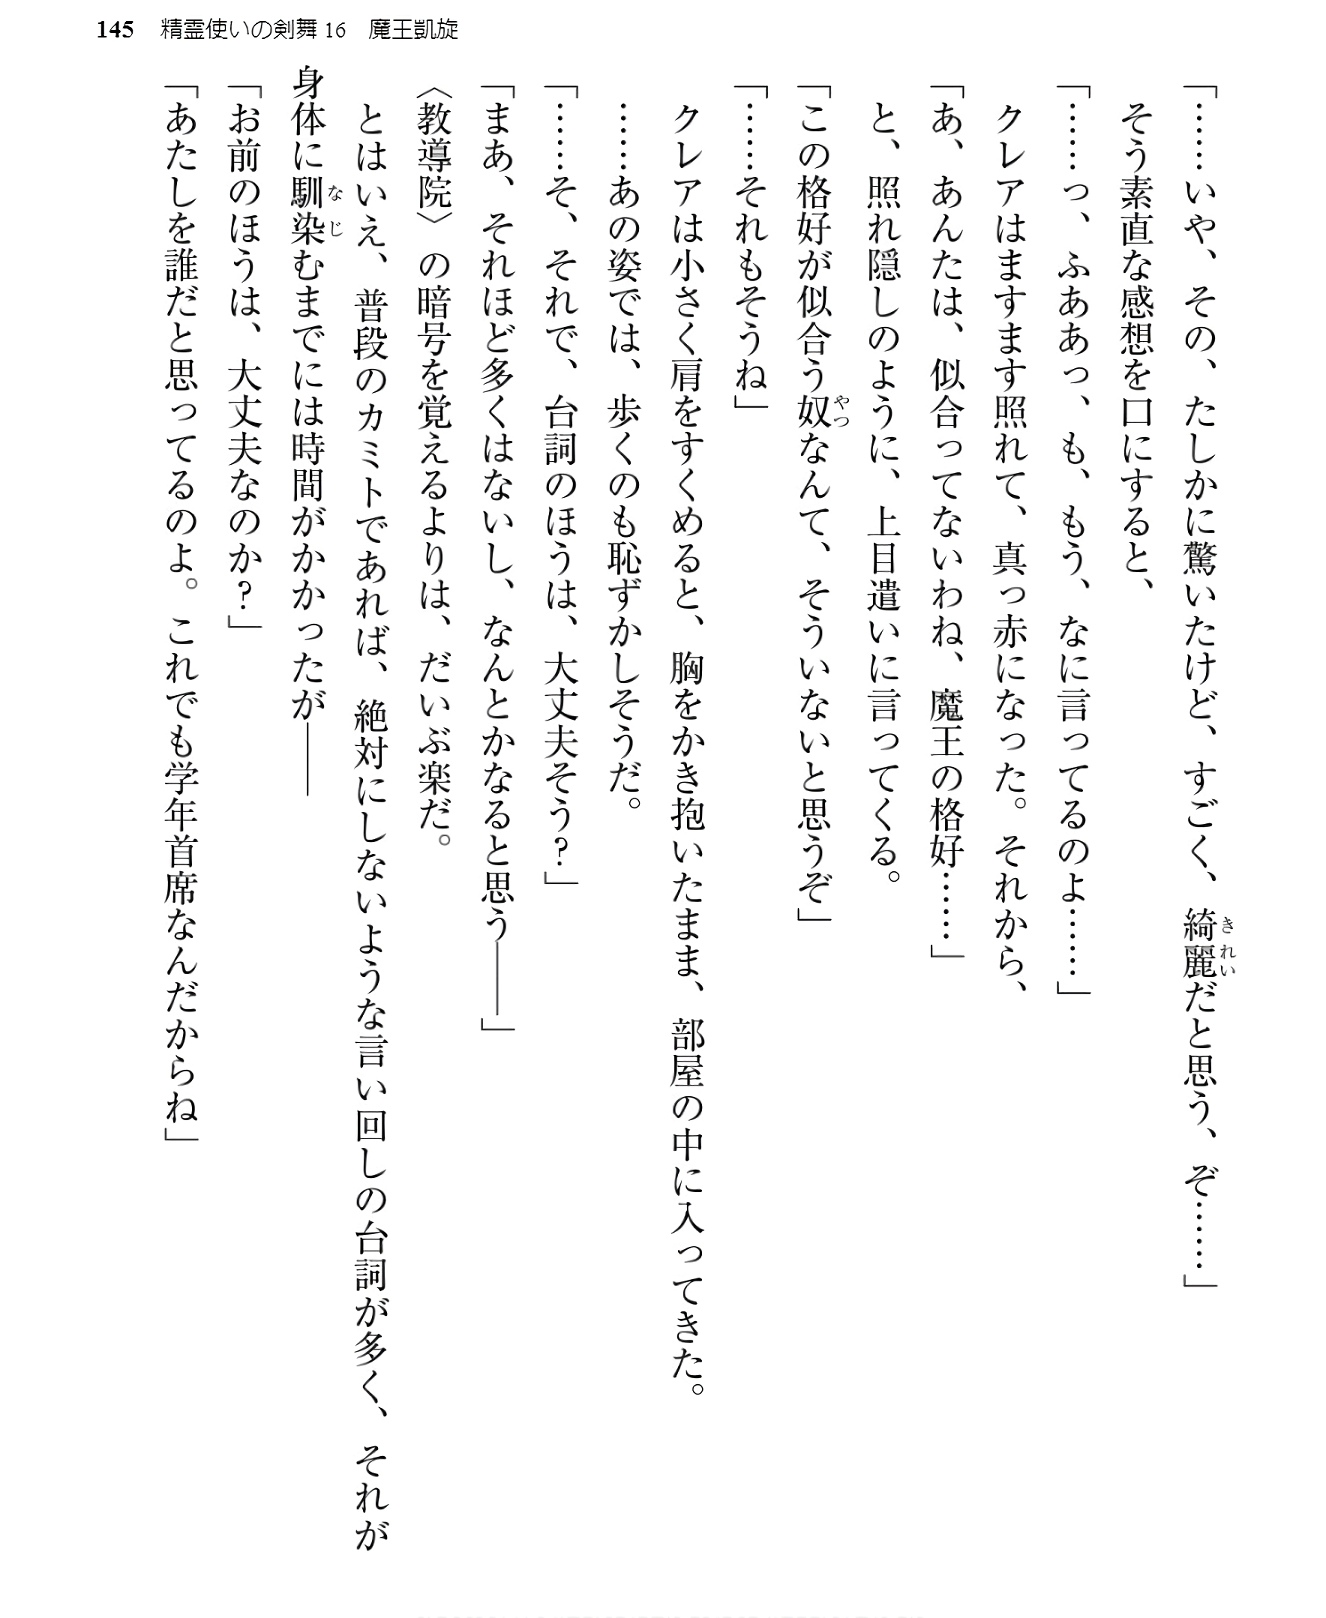 145 精霊使いの剣舞16 魔王凱旋
「……いや、その、たしかに驚いたけど、すごく、綺麗だと思う、ぞ……」
そう素直な感想を口にすると、
「……っ、ふああっ、も、もう、なに言ってるのよ……」
クレアはますます照れて、真っ赤になった。それから、
「あ、あんたは、似合ってないわね、魔王の格好……」
と、照れ隠しのように、上目遣いに言ってくる。
「この格好が似合う奴なんて、そういないと思うぞ」
「……それもそうね」
クレアは小さく肩をすくめると、胸をかき抱いたまま、部屋の中に入ってきた。
……あの姿では、歩くのも恥ずかしそうだ。
「……そ、それで、台詞のほうは、大丈夫そう?」
「まあ、それほど多くはないし、なんとかなると思う――」
〈教導院〉の暗号を覚えるよりは、だいぶ楽だ。
とはいえ、普段のカミトであれば、絶対にしないような言い回しの台詞が多く、それが
身体に馴染むまでには時間がかかったが――
「お前のほうは、大丈夫なのか?」
「あたしを誰だと思ってるのよ。これでも学年首席なんだからね」